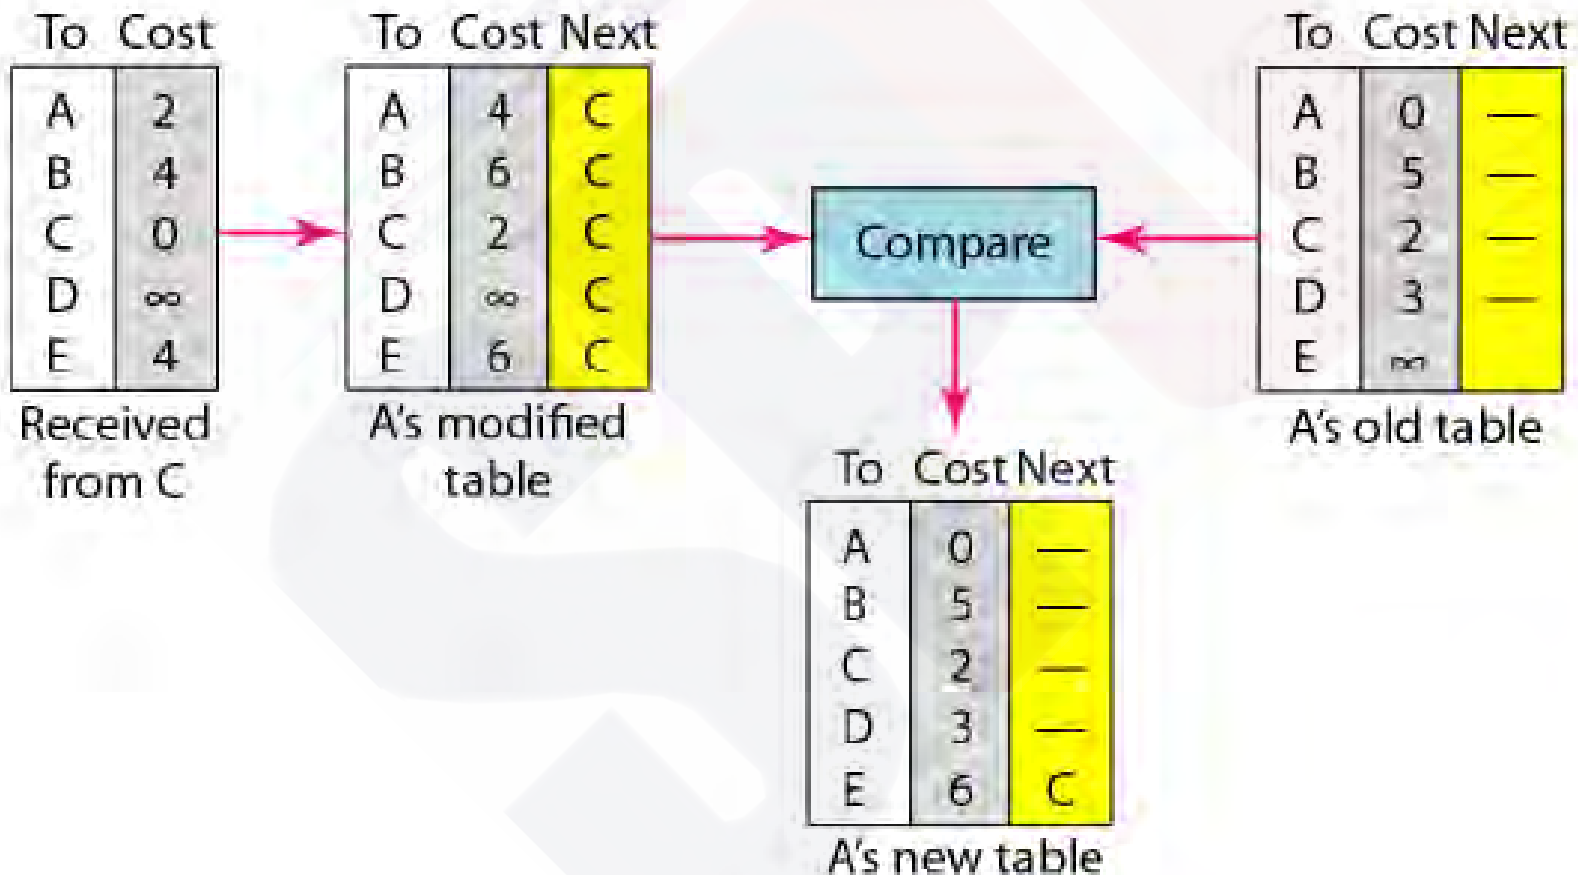 To Cost
A 2
B 4
C 0
D ∞
E 4
Received
from C
To Cost Next
A 4 C
B 6 C
C 2 C
D ∞ C
E 6 C
A's modified
table
Compare
To Cost Next
A 0 —
B 5 —
C 2 —
D 3 —
E ∞
A's old table
To Cost Next
A 0 —
B 5 —
C 2 —
D 3 —
E 6 C
A's new table